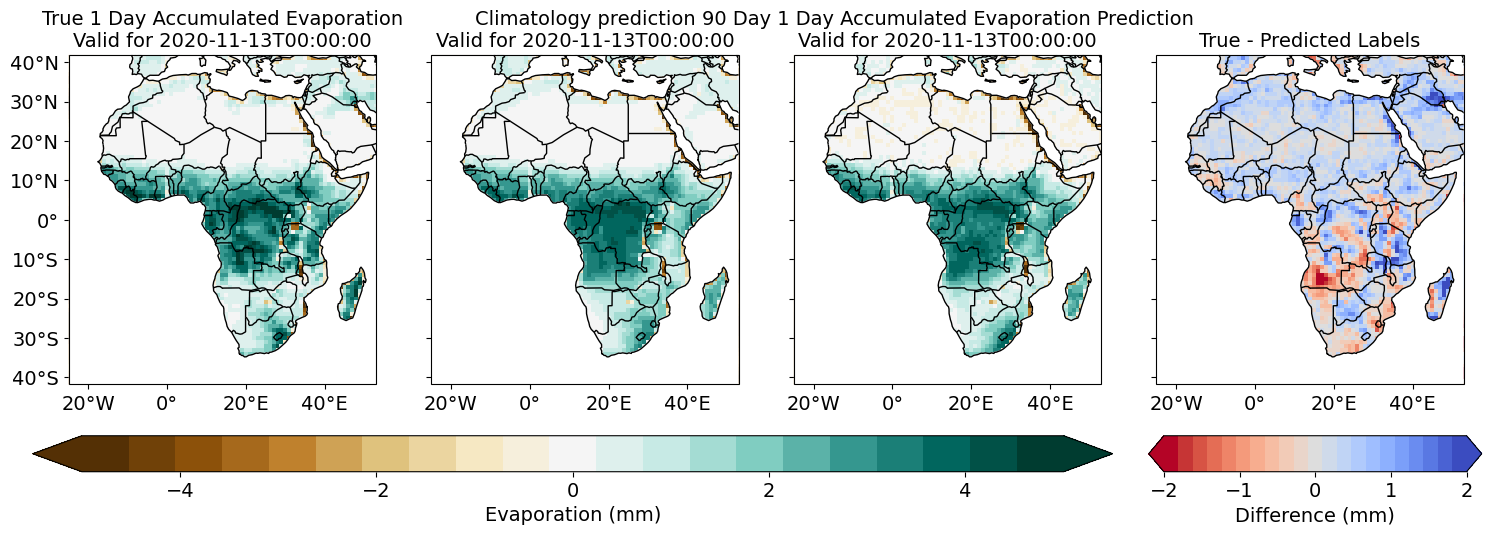 True 1 Day Accumulated Evaporation
Valid for 2020-11-13T00:00:00
Climatology prediction 90 Day 1 Day Accumulated Evaporation Prediction
Valid for 2020-11-13T00:00:00
Valid for 2020-11-13T00:00:00
True - Predicted Labels
40°N
30°N
20°N
10°N
0°
10°S
20°S
30°S
40°S
20°W 0° 20°E 40°E
20°W 0° 20°E 40°E
20°W 0° 20°E 40°E
20°W 0° 20°E 40°E
−4 −2 0 2 4
Evaporation (mm)
−2 −1 0 1 2
Difference (mm)